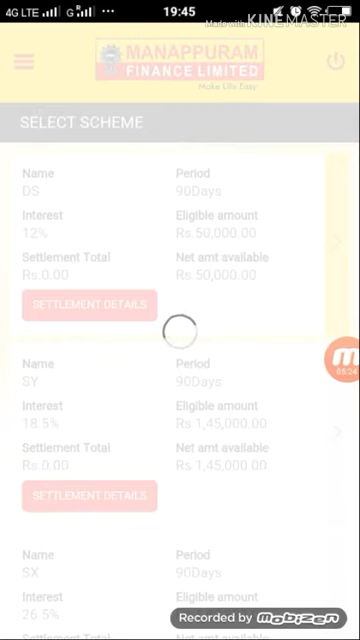 4G LTE R 19:45
Made with KINEMASTER
MANAPPURAM
FINANCE LIMITED
Make Life Easy
SELECT SCHEME
Name Period
DS 90Days
Interest Eligible amount
12% Rs.50,000.00
Settlement Total Net amt available
Rs.0.00 Rs.50,000.00
SETTLEMENT DETAILS
05:24
Name Period
SY 90Days
Interest Eligible amount
18.5% Rs.1,45,000.00
Settlement Total Net amt available
Rs.0.00 Rs.1,45,000.00
SETTLEMENT DETAILS
Name Period
SX 90Days
Interest Eligible amount
26.5%
Recorded by Mobizen
Settlement Total